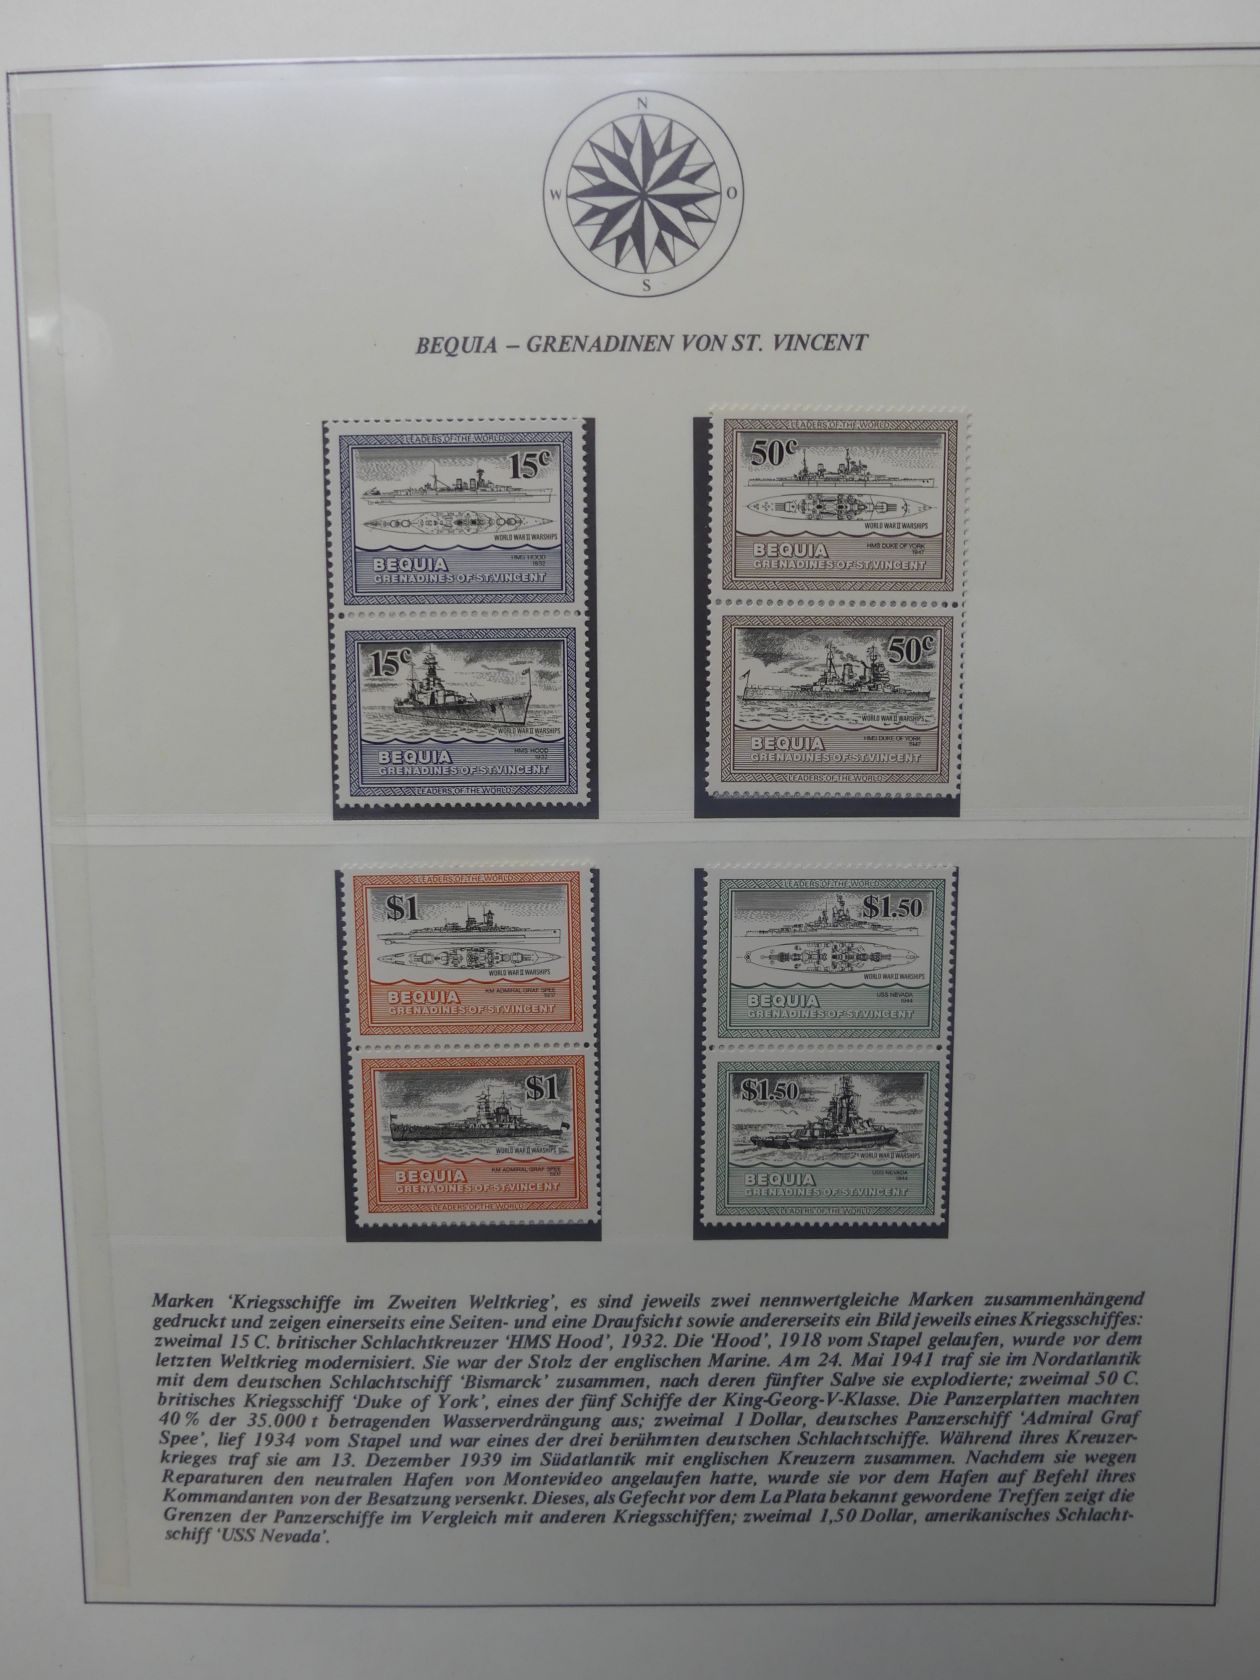 N
W
O
S
BEQUIA – GRENADINEN VON ST. VINCENT
LEADERS OF THE WORLD
15c
WORLD WAR II WARSHIPS
HMS HOOD
1932
BEQUIA
GRENADINES OF ST. VINCENT
15c
WORLD WAR II WARSHIPS
HMS HOOD
1932
BEQUIA
GRENADINES OF ST. VINCENT
LEADERS OF THE WORLD
LEADERS OF THE WORLD
50c
WORLD WAR II WARSHIPS
HMS DUKE OF YORK
1947
BEQUIA
GRENADINES OF ST. VINCENT
50c
WORLD WAR II WARSHIPS
HMS DUKE OF YORK
1947
BEQUIA
GRENADINES OF ST. VINCENT
LEADERS OF THE WORLD
LEADERS OF THE WORLD
$1
WORLD WAR II WARSHIPS
KM ADMIRAL GRAF SPEE
1937
BEQUIA
GRENADINES OF ST. VINCENT
$1
WORLD WAR II WARSHIPS
KM ADMIRAL GRAF SPEE
1937
BEQUIA
GRENADINES OF ST. VINCENT
LEADERS OF THE WORLD
LEADERS OF THE WORLD
$1.50
WORLD WAR II WARSHIPS
USS NEVADA
1944
BEQUIA
GRENADINES OF ST. VINCENT
$1.50
WORLD WAR II WARSHIPS
USS NEVADA
1944
BEQUIA
GRENADINES OF ST. VINCENT
LEADERS OF THE WORLD
Marken ‘Kriegsschiffe im Zweiten Weltkrieg’, es sind jeweils zwei nennwertgleiche Marken zusammenhängend
gedruckt und zeigen einerseits eine Seiten- und eine Draufsicht sowie andererseits ein Bild jeweils eines Kriegsschiffes:
zweimal 15 C. britischer Schlachtkreuzer ‘HMS Hood’, 1932. Die ‘Hood’, 1918 vom Stapel gelaufen, wurde vor dem
letzten Weltkrieg modernisiert. Sie war der Stolz der englischen Marine. Am 24. Mai 1941 traf sie im Nordatlantik
mit dem deutschen Schlachtschiff ‘Bismarck’ zusammen, nach deren fünfter Salve sie explodierte; zweimal 50 C.
britisches Kriegsschiff ‘Duke of York’, eines der fünf Schiffe der King-Georg-V-Klasse. Die Panzerplatten machten
40 % der 35.000 t betragenden Wasserverdrängung aus; zweimal 1 Dollar, deutsches Panzerschiff ‘Admiral Graf
Spee’, lief 1934 vom Stapel und war eines der drei berühmten deutschen Schlachtschiffe. Während ihres Kreuzer-
krieges traf sie am 13. Dezember 1939 im Südatlantik mit englischen Kreuzern zusammen. Nachdem sie wegen
Reparaturen den neutralen Hafen von Montevideo angelaufen hatte, wurde sie vor dem Hafen auf Befehl ihres
Kommandanten von der Besatzung versenkt. Dieses, als Gefecht vor dem La Plata bekannt gewordene Treffen zeigt die
Grenzen der Panzerschiffe im Vergleich mit anderen Kriegsschiffen; zweimal 1,50 Dollar, amerikanisches Schlacht-
schiff ‘USS Nevada’.